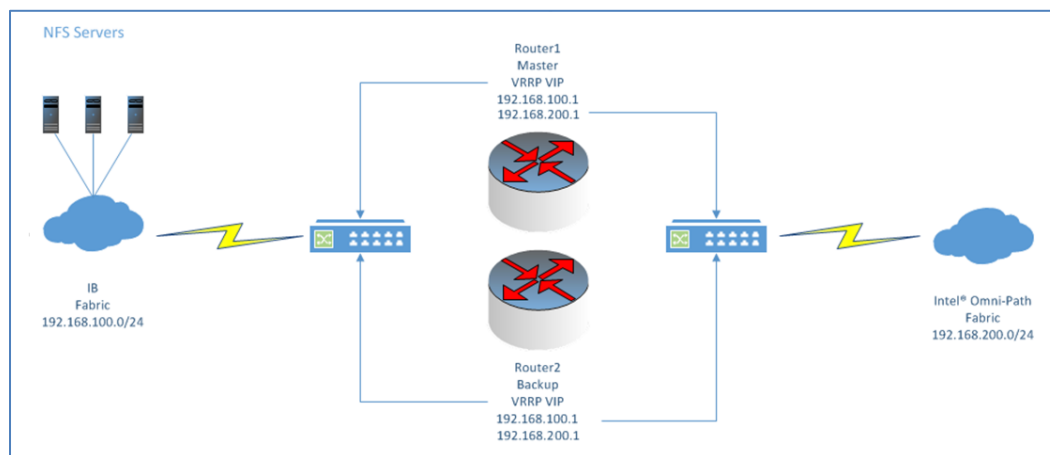 NFS Servers
Router1
Master
VRRP VIP
192.168.100.1
192.168.200.1
IB
Fabric
192.168.100.0/24
Intel® Omni-Path
Fabric
192.168.200.0/24
Router2
Backup
VRRP VIP
192.168.100.1
192.168.200.1